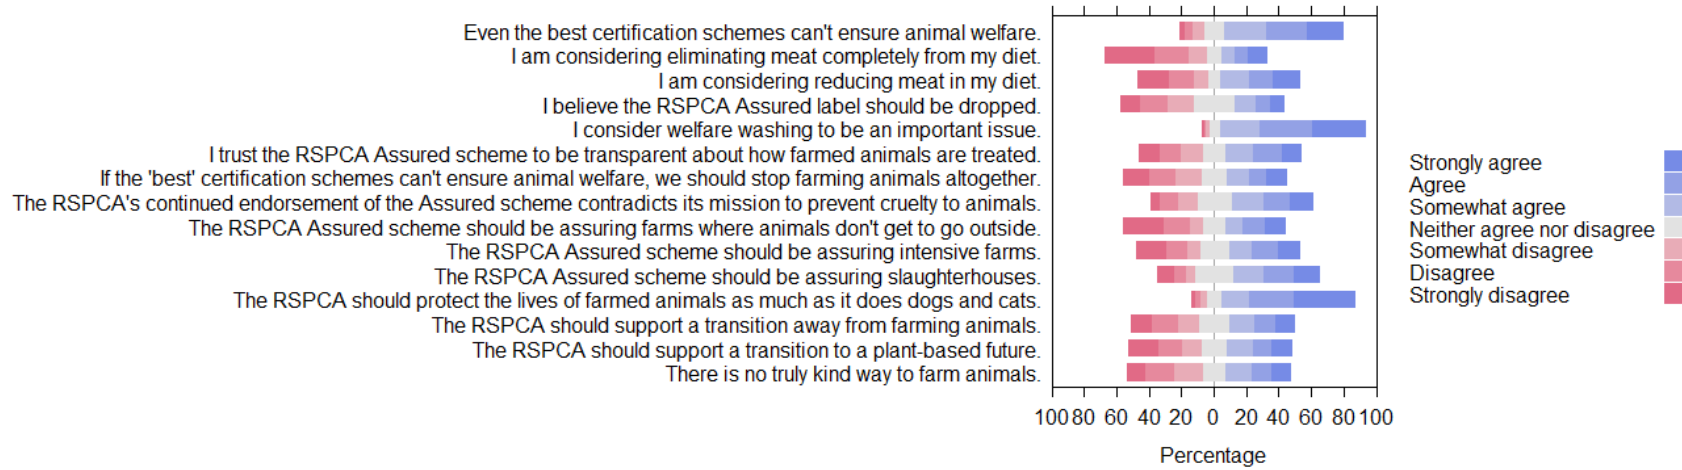 Even the best certification schemes can't ensure animal welfare.
I am considering eliminating meat completely from my diet.
I am considering reducing meat in my diet.
I believe the RSPCA Assured label should be dropped.
I consider welfare washing to be an important issue.
I trust the RSPCA Assured scheme to be transparent about how farmed animals are treated.
If the 'best' certification schemes can't ensure animal welfare, we should stop farming animals altogether.
The RSPCA's continued endorsement of the Assured scheme contradicts its mission to prevent cruelty to animals.
The RSPCA Assured scheme should be assuring farms where animals don't get to go outside.
The RSPCA Assured scheme should be assuring intensive farms.
The RSPCA Assured scheme should be assuring slaughterhouses.
The RSPCA should protect the lives of farmed animals as much as it does dogs and cats.
The RSPCA should support a transition away from farming animals.
The RSPCA should support a transition to a plant-based future.
There is no truly kind way to farm animals.
100 80 60 40 20 0 20 40 60 80 100
Percentage
Strongly agree
Agree
Somewhat agree
Neither agree nor disagree
Somewhat disagree
Disagree
Strongly disagree